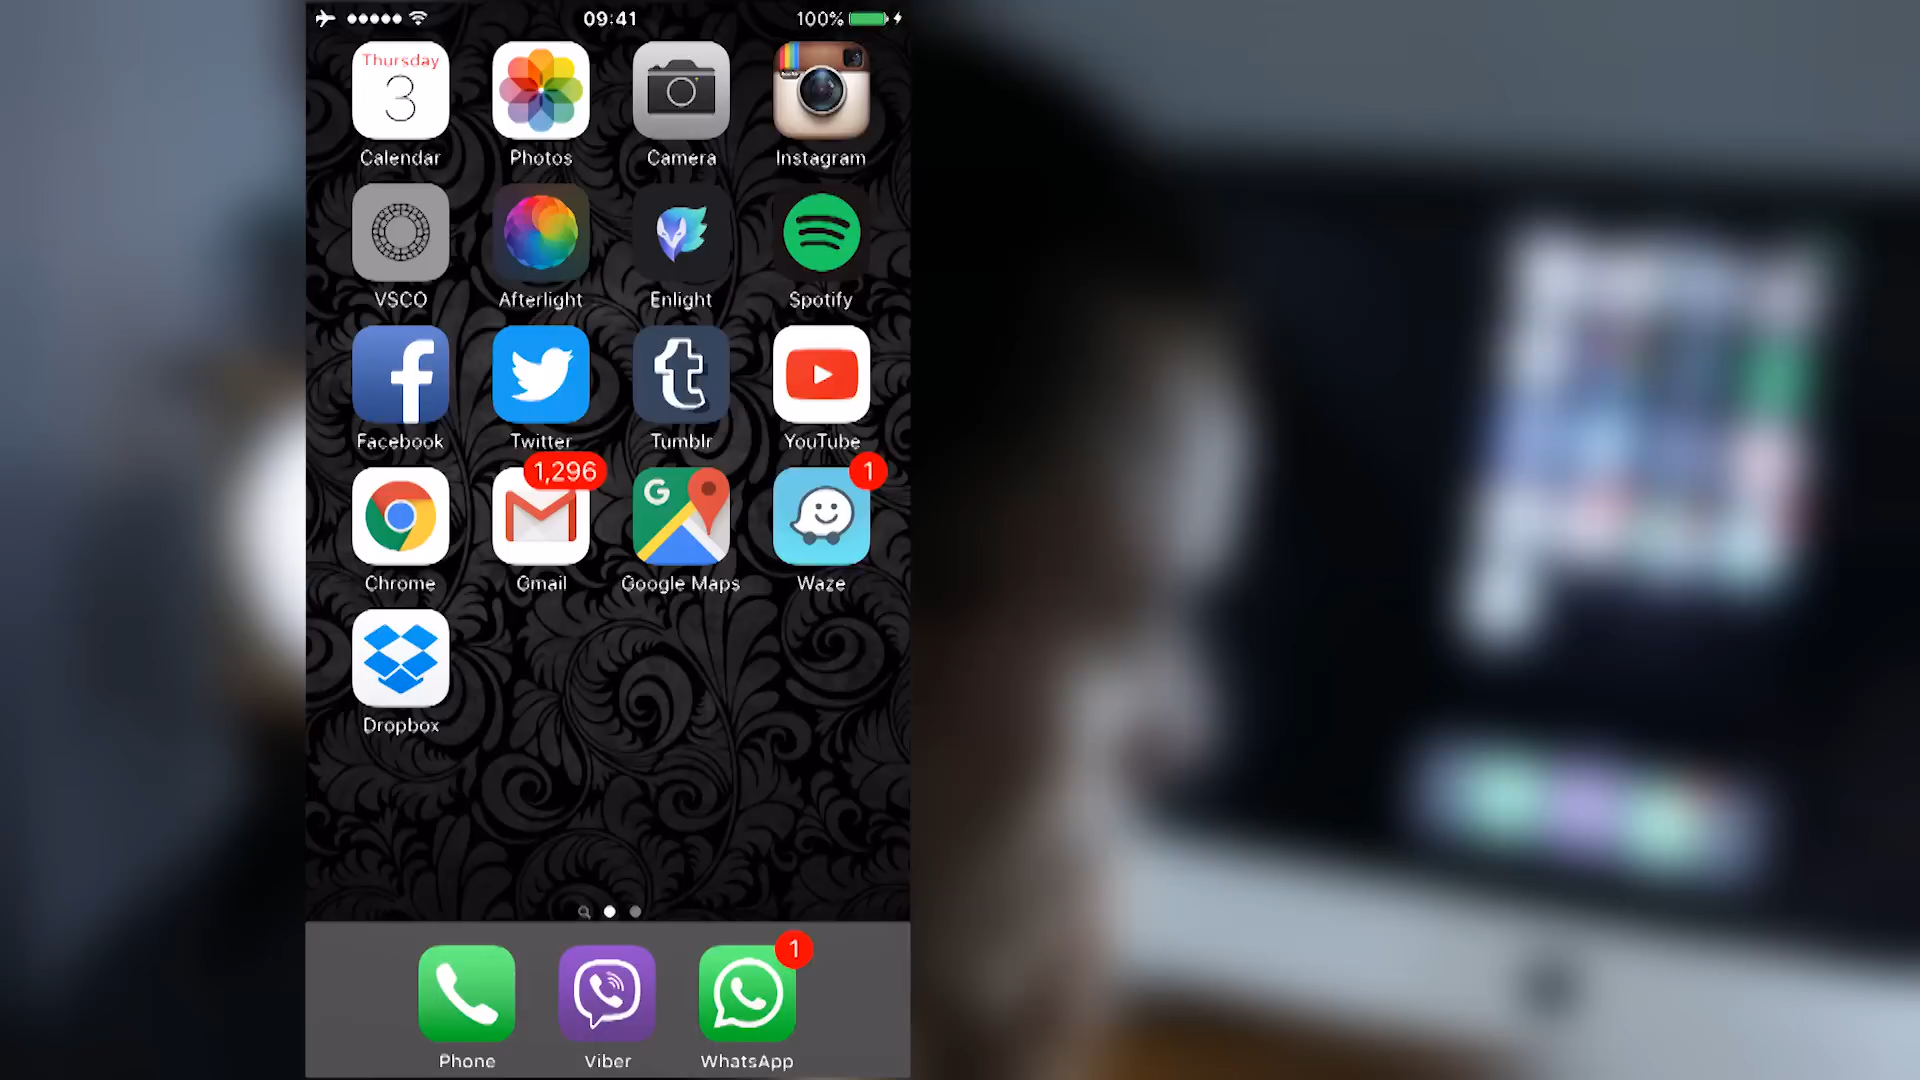 09:41 100%
Thursday
3
Calendar Photos Camera Instagram
VSCO Afterlight Enlight Spotify
Facebook Twitter Tumblr YouTube
1,296 1
Chrome Gmail Google Maps Waze
Dropbox
1
Phone Viber WhatsApp